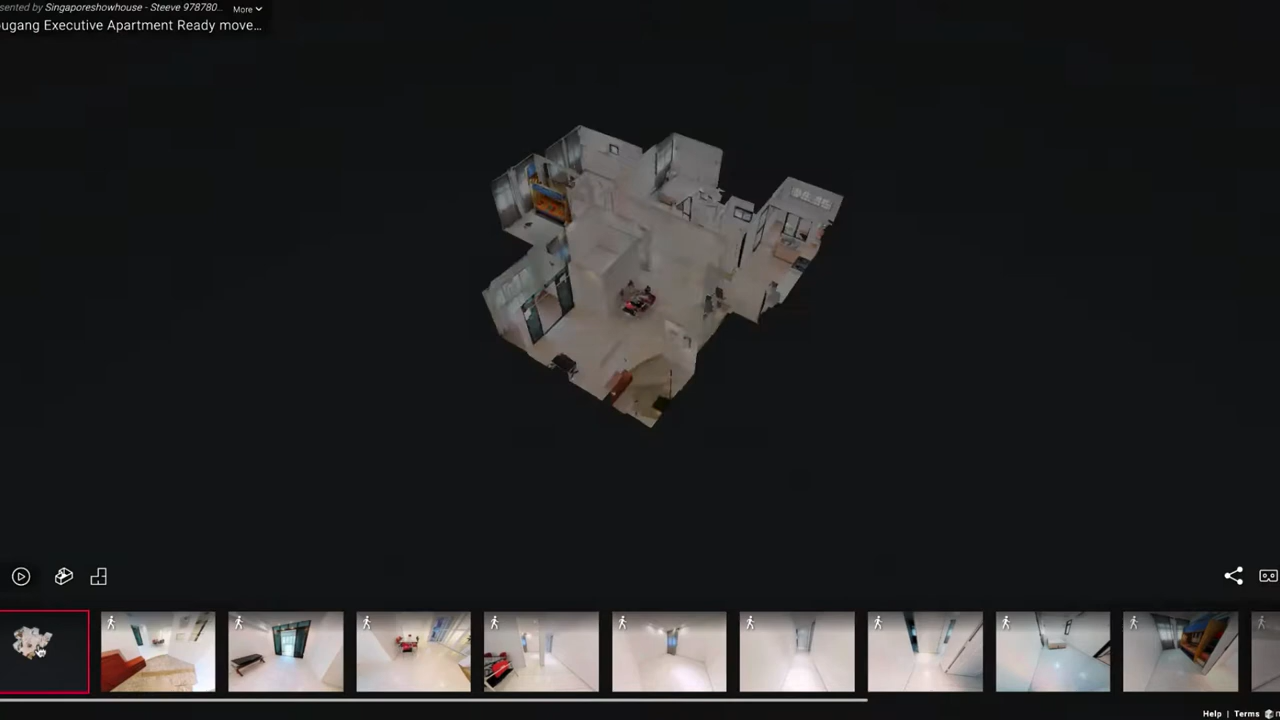 sented by Singaporeshowhouse - Steeve 978780...
More
ugang Executive Apartment Ready move...
Help | Terms